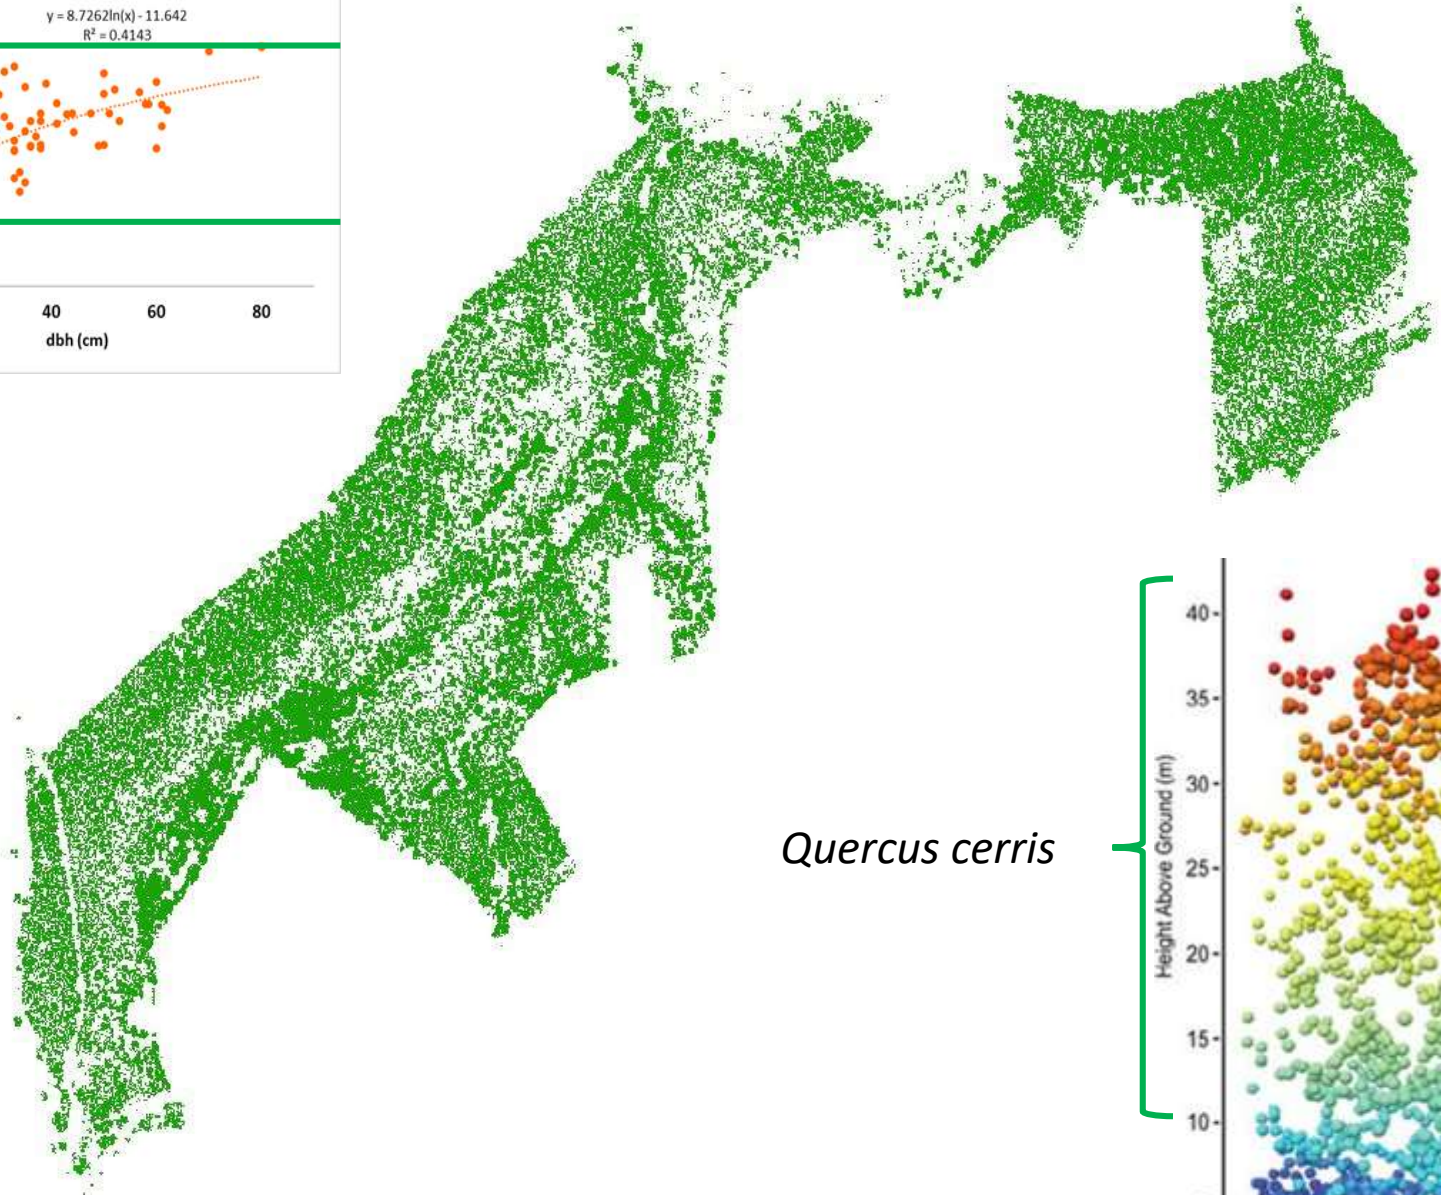 y = 8.7262ln(x) - 11.642
R² = 0.4143
40 60 80
dbh (cm)
Quercus cerris
Height Above Ground (m)
40
35
30
25
20
15
10